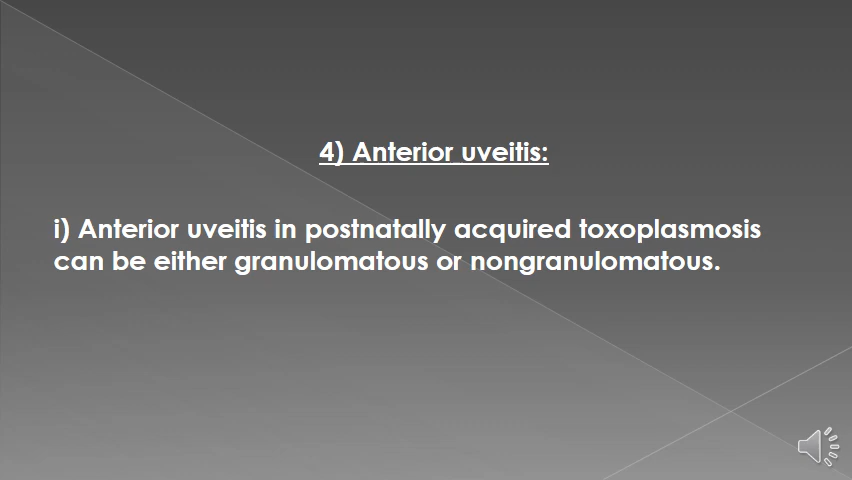 4) Anterior uveitis:
i) Anterior uveitis in postnatally acquired toxoplasmosis
can be either granulomatous or nongranulomatous.